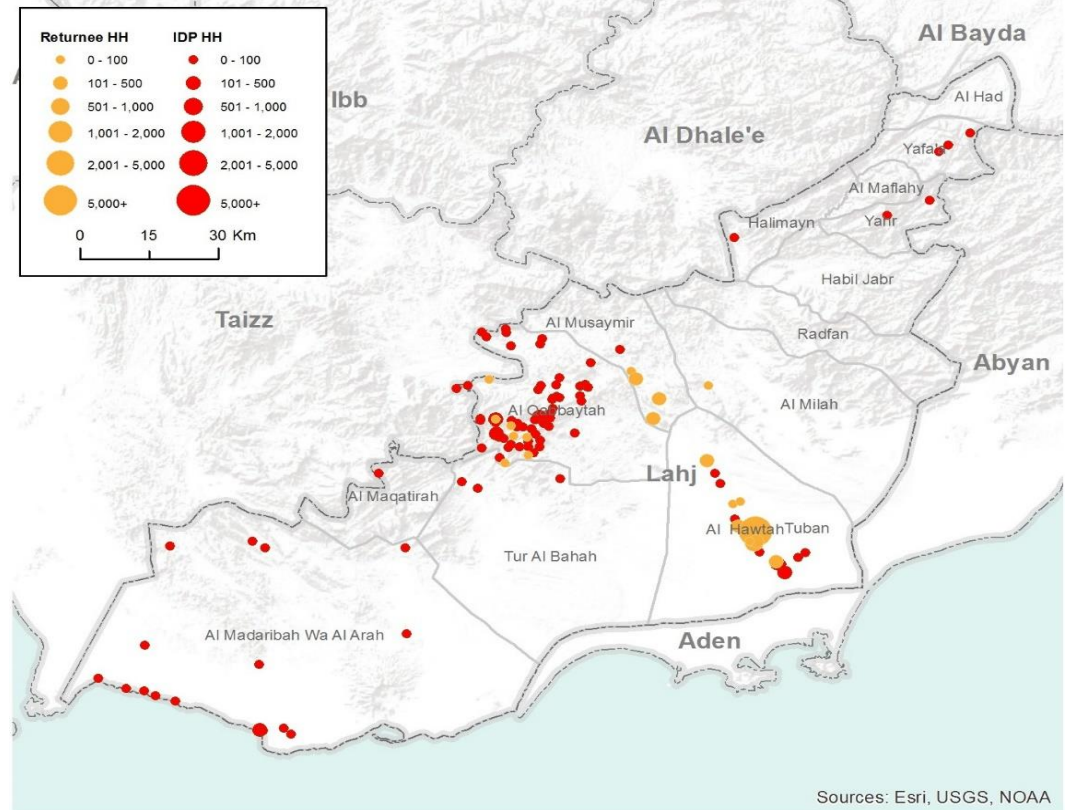 Returnee HH IDP HH
0 - 100 0 - 100
101 - 500 101 - 500
501 - 1,000 501 - 1,000
1,001 - 2,000 1,001 - 2,000
2,001 - 5,000 2,001 - 5,000
5,000+ 5,000+
0 15 30 Km
Al Bayda
Al Had
Ibb
Al Dhale'e
Al Maflahy
Halimayn
Yahr
Habil Jabr
Taizz
Al Musaymir
Radfan
Abyan
Al Milah
Lahj
Al Maqatirah
Al Hawtah Tuban
Tur Al Bahah
Al Madaribah Wa Al Arah
Aden
Sources: Esri, USGS, NOAA